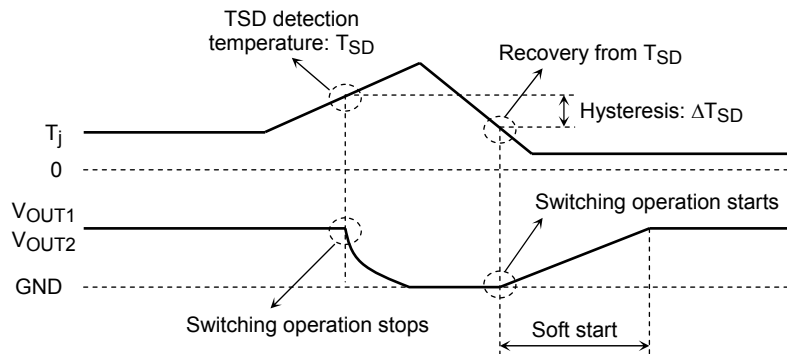 TSD detection
temperature: TSD
Recovery from TSD
Hysteresis: ΔTSD
Tj
0
VOUT1
VOUT2
Switching operation starts
GND
Switching operation stops
Soft start